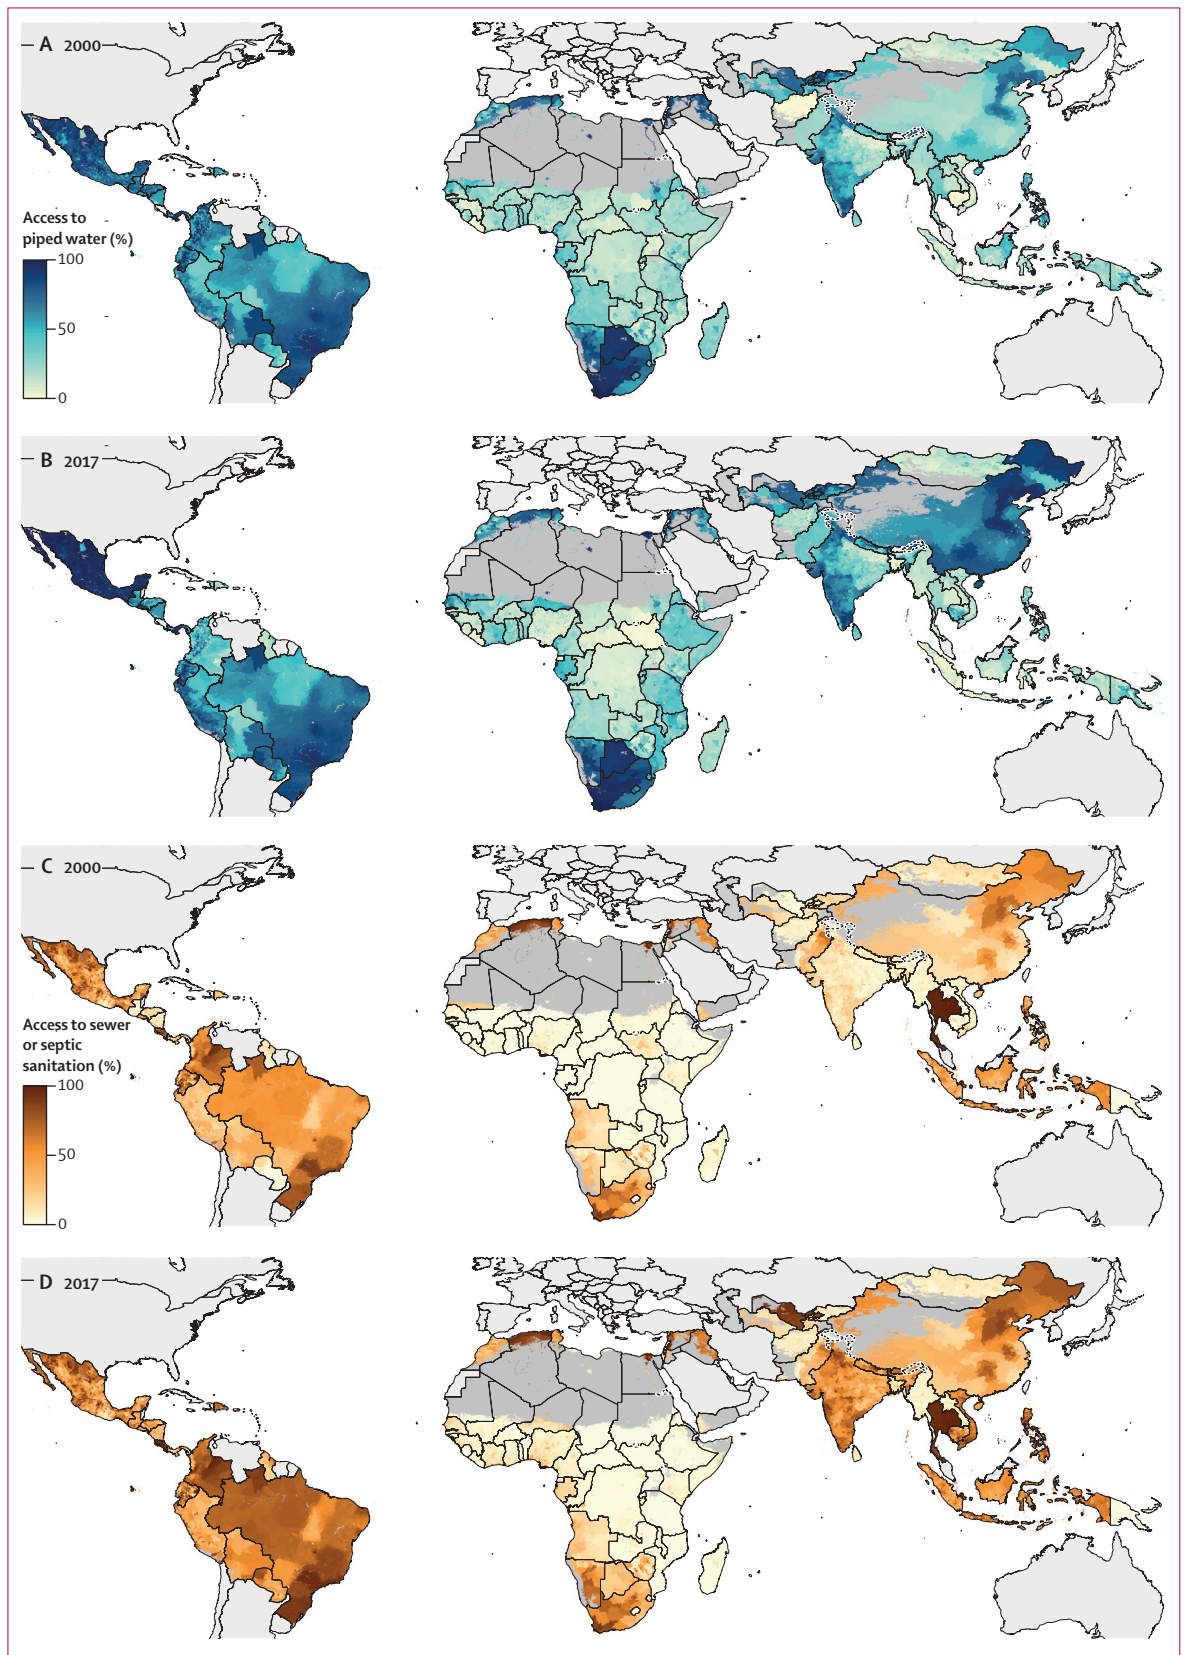 A 2000
Access to
piped water (%)
100
50
0
B 2017
C 2000
Access to sewer
or septic
sanitation (%)
100
50
0
D 2017